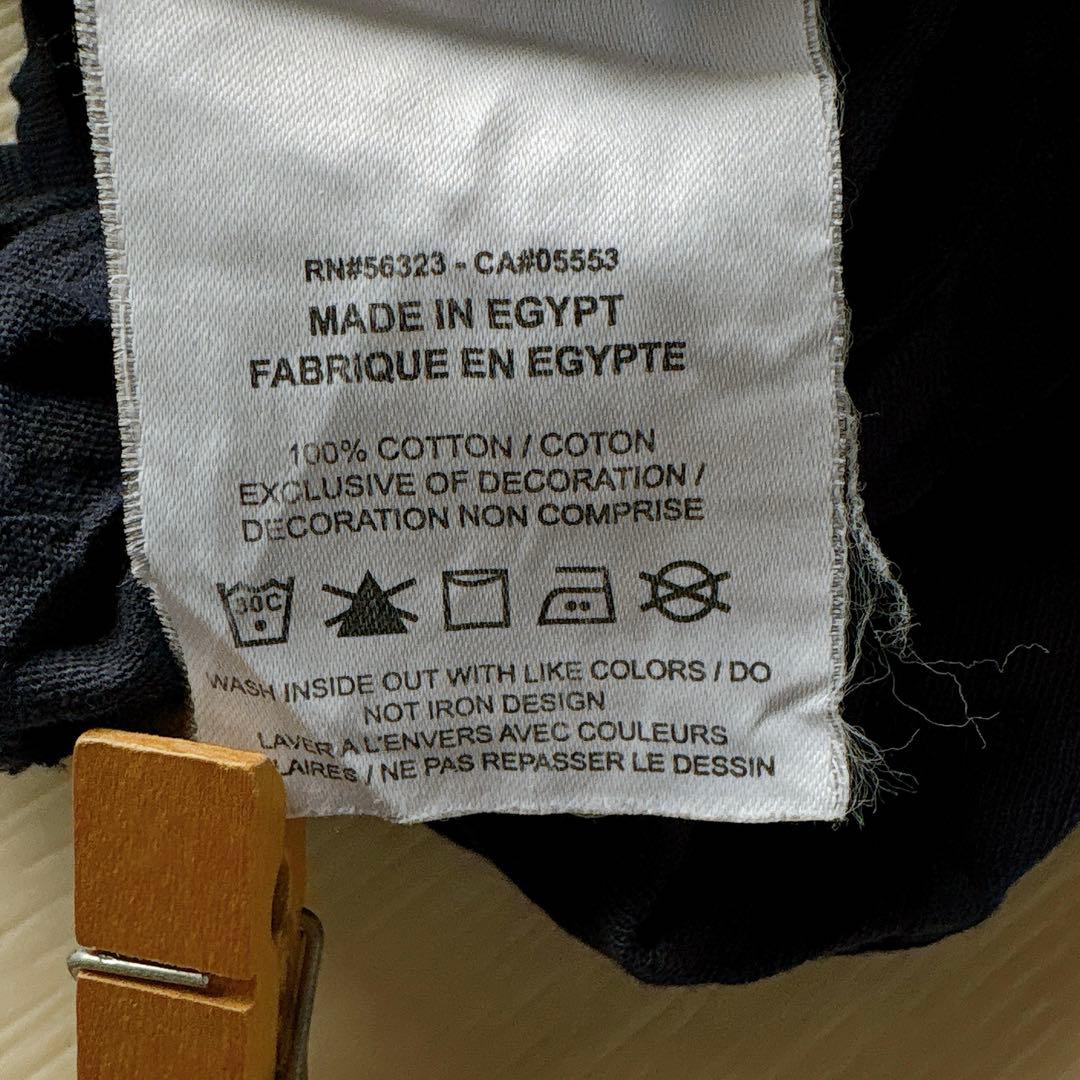 RN#56323 - CA#05553
MADE IN EGYPT
FABRIQUE EN EGYPTE
100% COTTON / COTON
EXCLUSIVE OF DECORATION /
DECORATION NON COMPRISE
30C
WASH INSIDE OUT WITH LIKE COLORS / DO
NOT IRON DESIGN
LAVER A L'ENVERS AVEC COULEURS
/ NE PAS REPASSER LE DESSIN